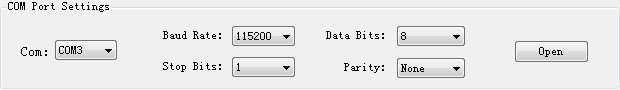 COM Port Settings
Com: COM3
Baud Rate: 115200
Data Bits: 8
Stop Bits: 1
Parity: None
Open